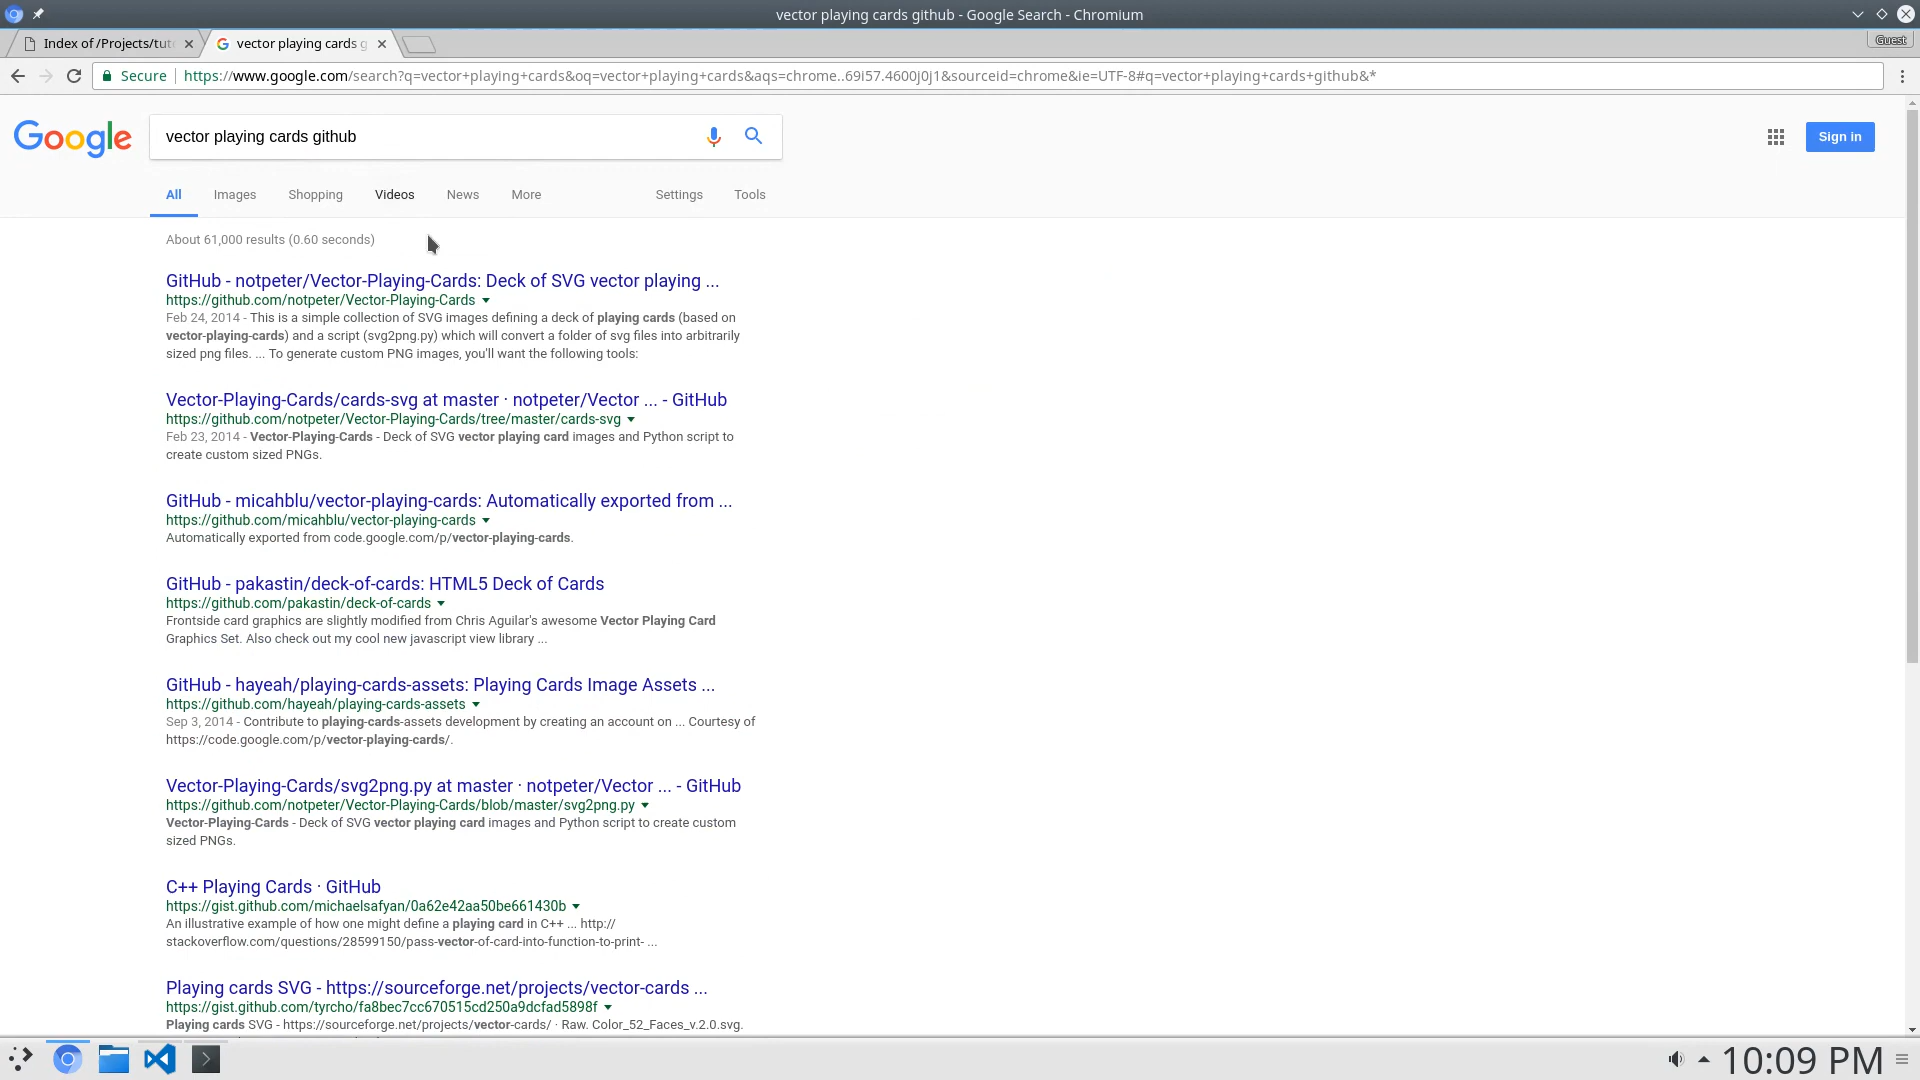 vector playing cards github - Google Search - Chromium
Index of /Projects/tut
vector playing cards g
Guest
Secure
https://www.google.com/search?q=vector+playing+cards&oq=vector+playing+cards&aqs=chrome..69i57.4600j0j1&sourceid=chrome&ie=UTF-8#q=vector+playing+cards+github&*
Google
vector playing cards github
Sign in
All Images Shopping Videos News More Settings Tools
About 61,000 results (0.60 seconds)
GitHub - notpeter/Vector-Playing-Cards: Deck of SVG vector playing ...
https://github.com/notpeter/Vector-Playing-Cards
Feb 24, 2014 - This is a simple collection of SVG images defining a deck of playing cards (based on
vector-playing-cards) and a script (svg2png.py) which will convert a folder of svg files into arbitrarily
sized png files. ... To generate custom PNG images, you'll want the following tools:
Vector-Playing-Cards/cards-svg at master · notpeter/Vector ... - GitHub
https://github.com/notpeter/Vector-Playing-Cards/tree/master/cards-svg
Feb 23, 2014 - Vector-Playing-Cards - Deck of SVG vector playing card images and Python script to
create custom sized PNGs.
GitHub - micahblu/vector-playing-cards: Automatically exported from ...
https://github.com/micahblu/vector-playing-cards
Automatically exported from code.google.com/p/vector-playing-cards.
GitHub - pakastin/deck-of-cards: HTML5 Deck of Cards
https://github.com/pakastin/deck-of-cards
Frontside card graphics are slightly modified from Chris Aguilar's awesome Vector Playing Card
Graphics Set. Also check out my cool new javascript view library ...
GitHub - hayeah/playing-cards-assets: Playing Cards Image Assets ...
https://github.com/hayeah/playing-cards-assets
Sep 3, 2014 - Contribute to playing-cards-assets development by creating an account on ... Courtesy of
https://code.google.com/p/vector-playing-cards/.
Vector-Playing-Cards/svg2png.py at master · notpeter/Vector ... - GitHub
https://github.com/notpeter/Vector-Playing-Cards/blob/master/svg2png.py
Vector-Playing-Cards - Deck of SVG vector playing card images and Python script to create custom
sized PNGs.
C++ Playing Cards · GitHub
https://gist.github.com/michaelsafyan/0a62e42aa50be661430b
An illustrative example of how one might define a playing card in C++ ... http://
stackoverflow.com/questions/28599150/pass-vector-of-card-into-function-to-print- ...
Playing cards SVG - https://sourceforge.net/projects/vector-cards ...
https://gist.github.com/tyrcho/fa8bec7cc670515cd250a9dcfad5898f
Playing cards SVG - https://sourceforge.net/projects/vector-cards/ · Raw. Color_52_Faces_v.2.0.svg.
10:09 PM